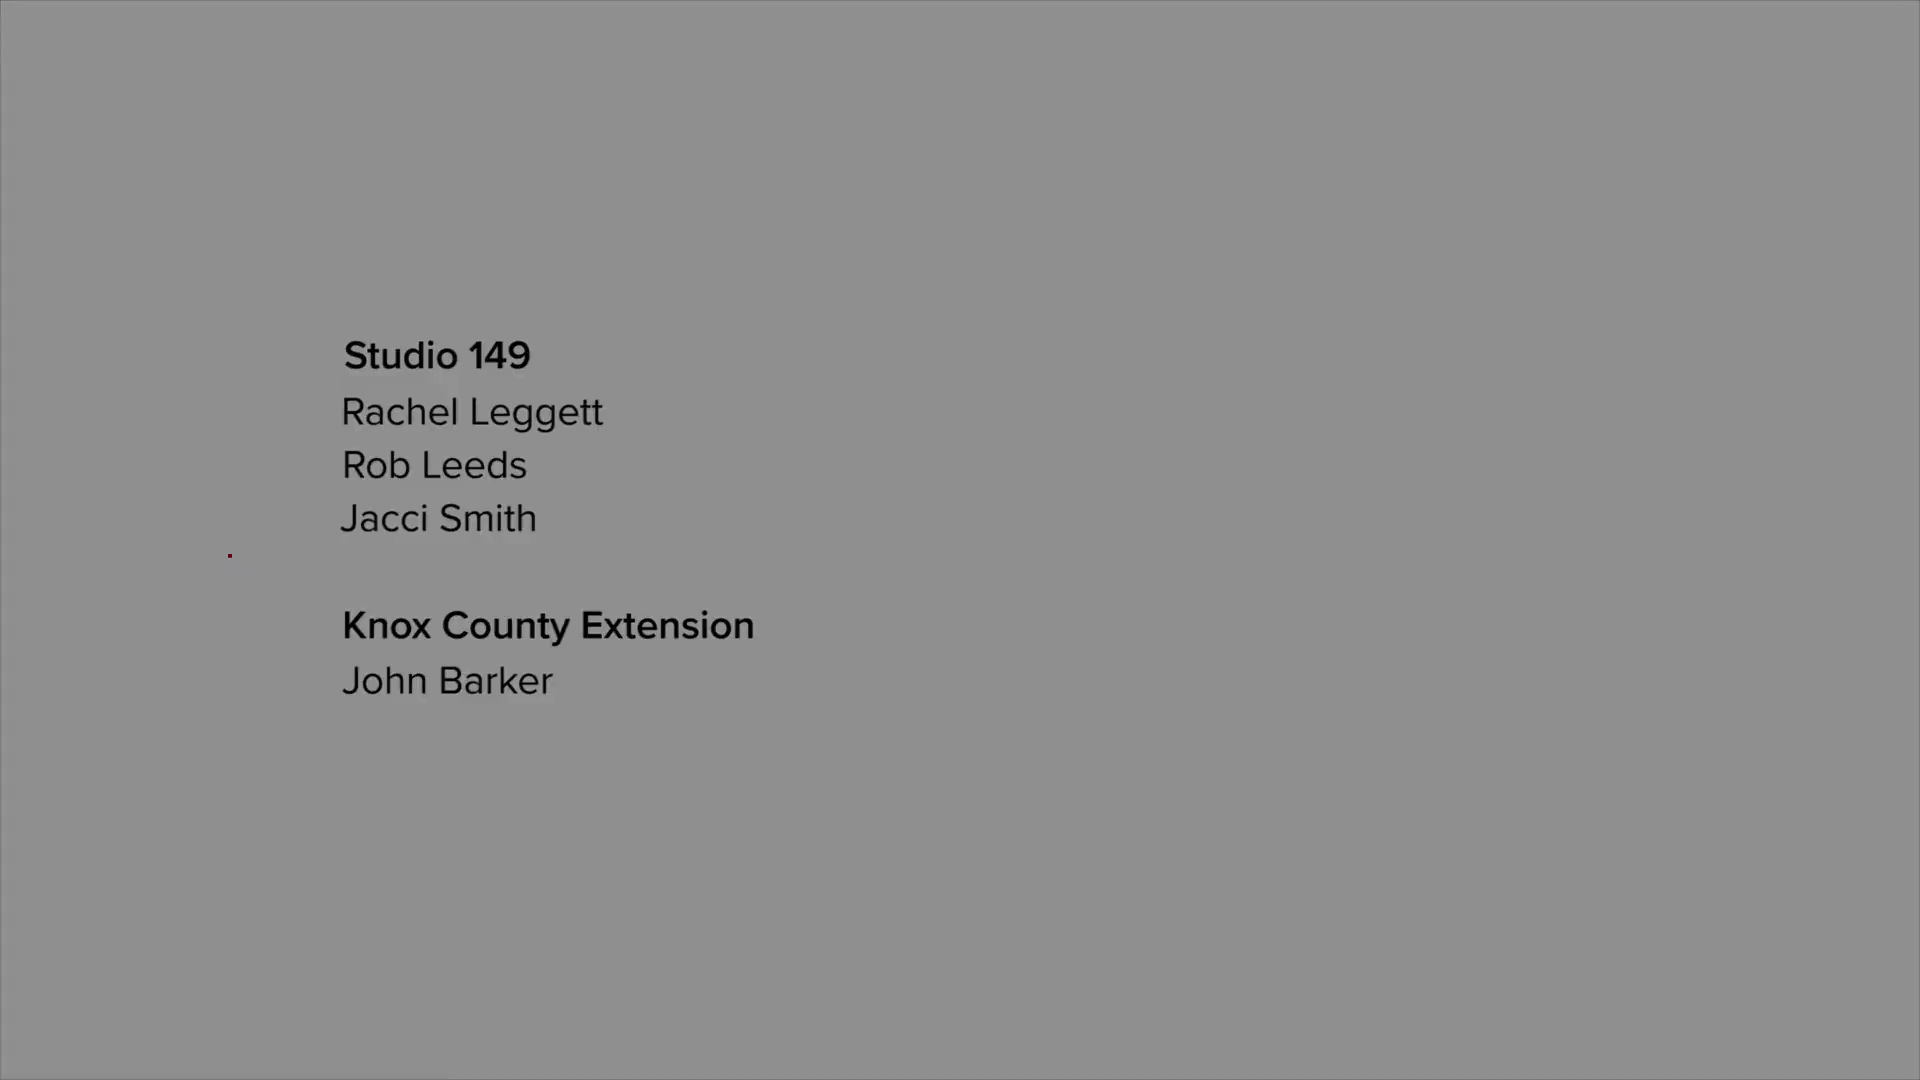 Studio 149
Rachel Leggett
Rob Leeds
Jacci Smith
Knox County Extension
John Barker